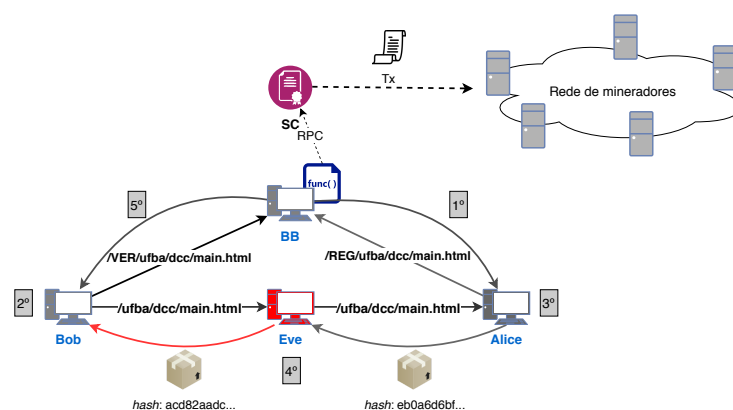 Tx
Rede de mineradores
SC
RPC
func( )
5º
1º
BB
/VER/ufba/dcc/main.html
/REG/ufba/dcc/main.html
2º
/ufba/dcc/main.html
/ufba/dcc/main.html
3º
Bob
Eve
Alice
4º
hash: acd82aadc...
hash: eb0a6d6bf...